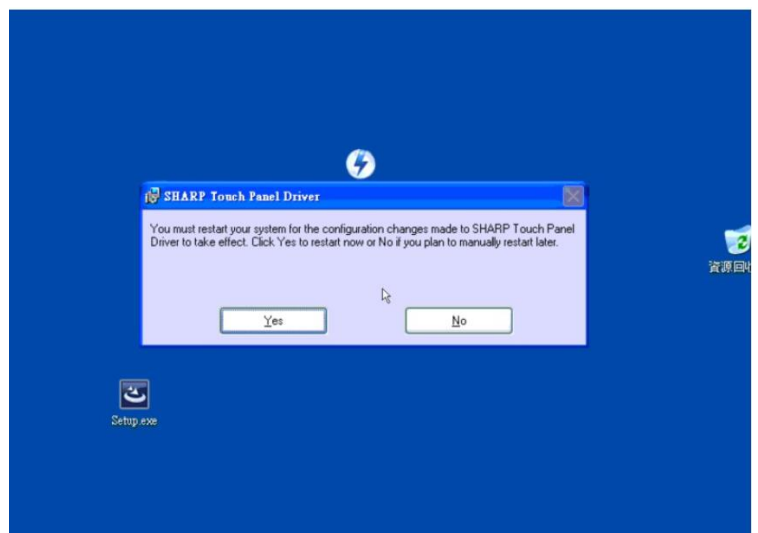 SHARP Touch Panel Driver
You must restart your system for the configuration changes made to SHARP Touch Panel
Driver to take effect. Click Yes to restart now or No if you plan to manually restart later.
Yes
No
資源回收
Setup.exe